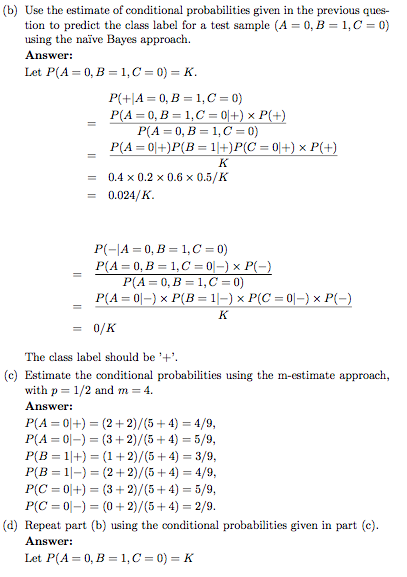 (b) Use the estimate of conditional probabilities given in the previous ques-
tion to predict the class label for a test sample (A = 0, B = 1, C = 0)
using the naïve Bayes approach.
Answer:
Let P(A = 0, B = 1, C = 0) = K.
P(+|A = 0, B = 1, C = 0)
= P(A = 0, B = 1, C = 0|+) × P(+)
P(A = 0, B = 1, C = 0)
= P(A = 0|+)P(B = 1|+)P(C = 0|+) × P(+)
K
= 0.4 × 0.2 × 0.6 × 0.5/K
= 0.024/K.
P(−|A = 0, B = 1, C = 0)
= P(A = 0, B = 1, C = 0|−) × P(−)
P(A = 0, B = 1, C = 0)
= P(A = 0|−) × P(B = 1|−) × P(C = 0|−) × P(−)
K
= 0/K
The class label should be '+'.
(c) Estimate the conditional probabilities using the m-estimate approach,
with p = 1/2 and m = 4.
Answer:
P(A = 0|+) = (2 + 2)/(5 + 4) = 4/9,
P(A = 0|−) = (3 + 2)/(5 + 4) = 5/9,
P(B = 1|+) = (1 + 2)/(5 + 4) = 3/9,
P(B = 1|−) = (2 + 2)/(5 + 4) = 4/9,
P(C = 0|+) = (3 + 2)/(5 + 4) = 5/9,
P(C = 0|−) = (0 + 2)/(5 + 4) = 2/9.
(d) Repeat part (b) using the conditional probabilities given in part (c).
Answer:
Let P(A = 0, B = 1, C = 0) = K